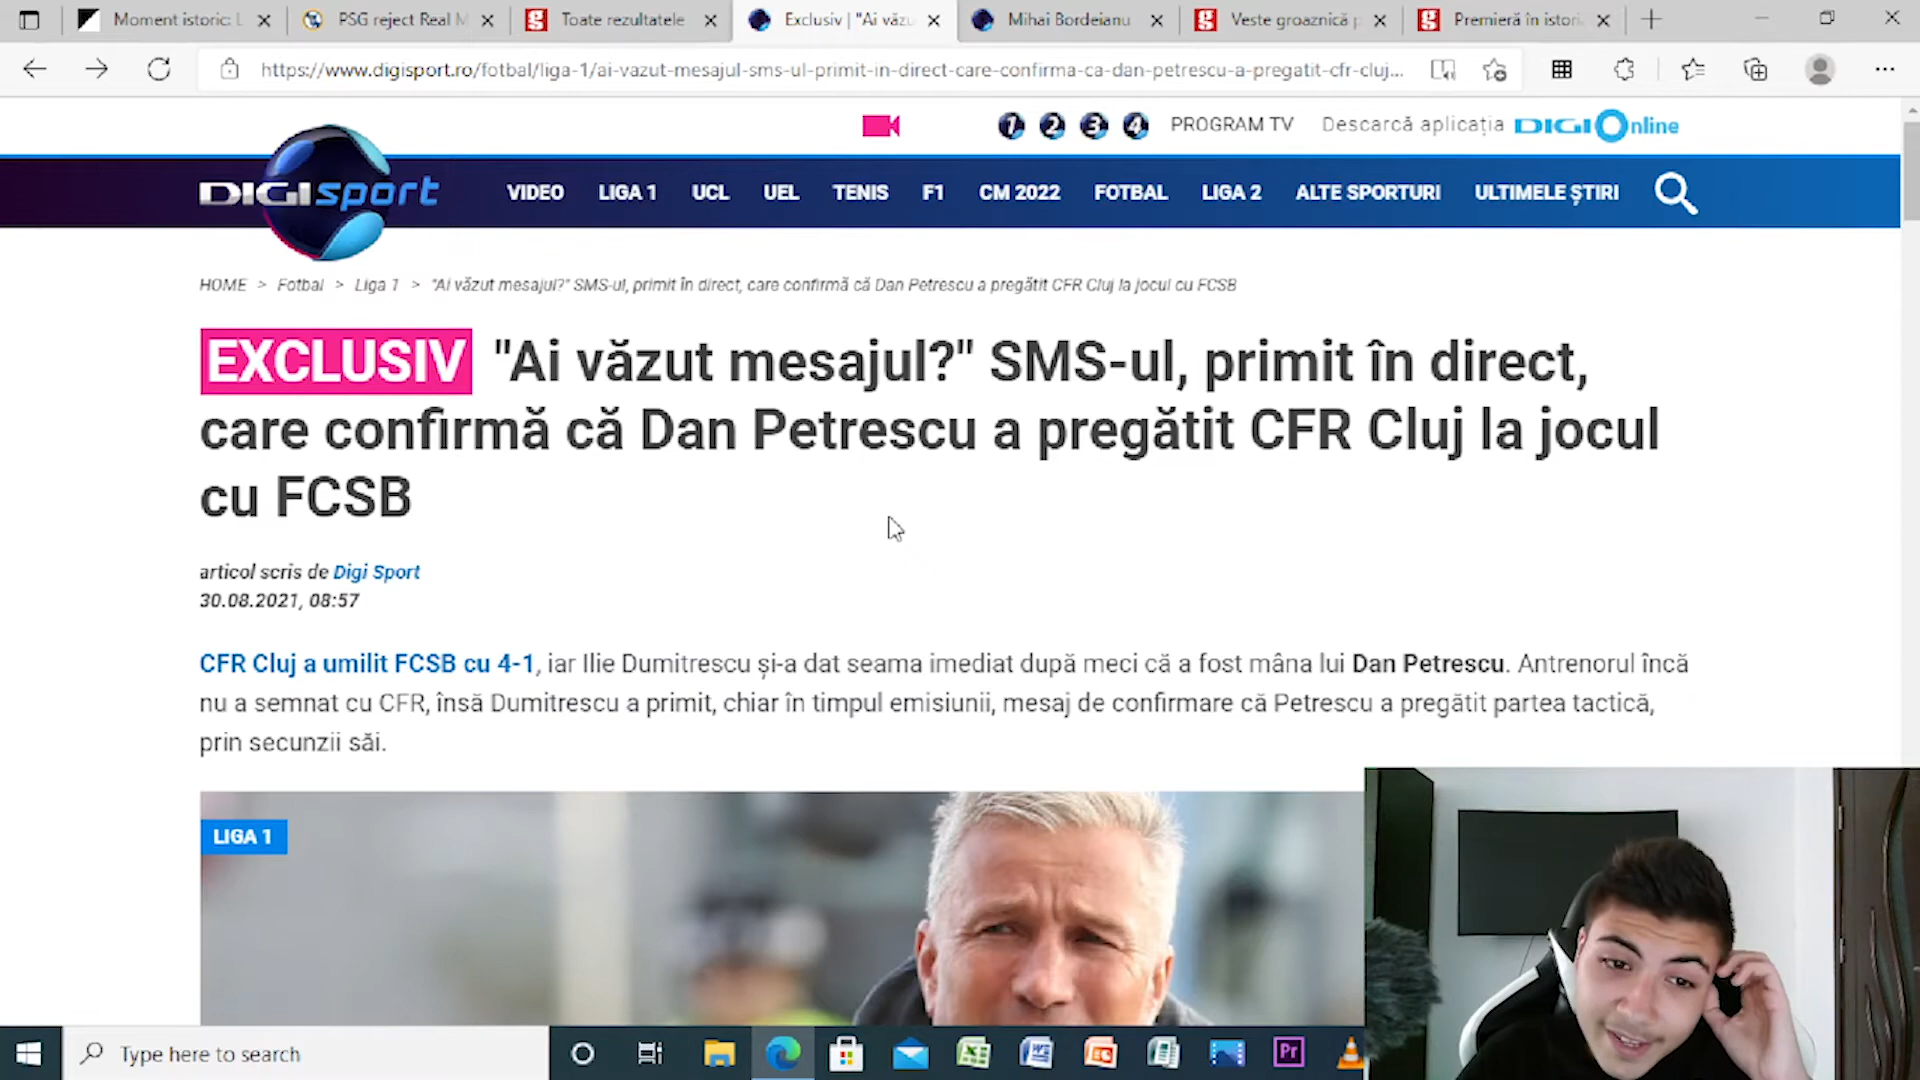 Moment istoric: L
PSG reject Real M
Toate rezultatele
Exclusiv | "Ai văzu
Mihai Bordeianu
Veste groaznică p
Premieră în istori
https://www.digisport.ro/fotbal/liga-1/ai-vazut-mesajul-sms-ul-primit-in-direct-care-confirma-ca-dan-petrescu-a-pregatit-cfr-cluj...
1 2 3 4 PROGRAM TV Descarcă aplicația DIGI Online
DIGI sport VIDEO LIGA 1 UCL UEL TENIS F1 CM 2022 FOTBAL LIGA 2 ALTE SPORTURI ULTIMELE ȘTIRI
HOME > Fotbal > Liga 1 > "Ai văzut mesajul?" SMS-ul, primit în direct, care confirmă că Dan Petrescu a pregătit CFR Cluj la jocul cu FCSB
EXCLUSIV "Ai văzut mesajul?" SMS-ul, primit în direct,
care confirmă că Dan Petrescu a pregătit CFR Cluj la jocul
cu FCSB
articol scris de Digi Sport
30.08.2021, 08:57
CFR Cluj a umilit FCSB cu 4-1, iar Ilie Dumitrescu și-a dat seama imediat după meci că a fost mâna lui Dan Petrescu. Antrenorul încă
nu a semnat cu CFR, însă Dumitrescu a primit, chiar în timpul emisiunii, mesaj de confirmare că Petrescu a pregătit partea tactică,
prin secunzii săi.
LIGA 1
Type here to search
Pr